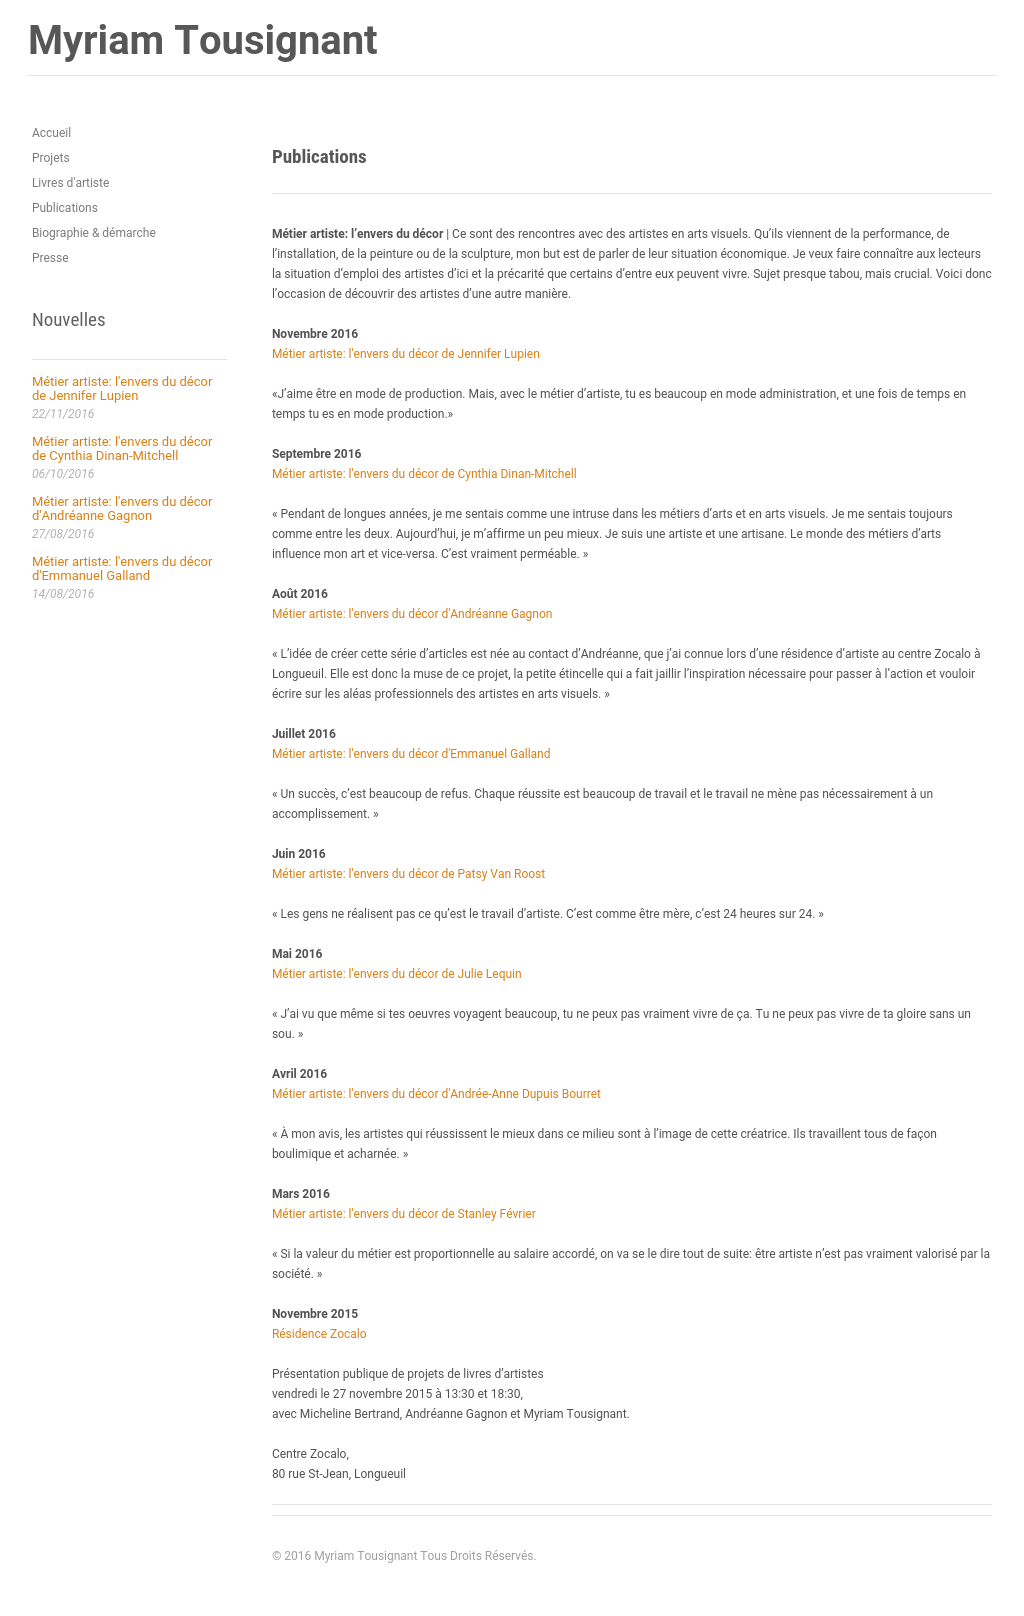 Myriam Tousignant
Accueil
Projets
Livres d’artiste
Publications
Biographie & démarche
Presse
Nouvelles
Métier artiste: l'envers du décor
de Jennifer Lupien
22/11/2016
Métier artiste: l'envers du décor
de Cynthia Dinan-Mitchell
06/10/2016
Métier artiste: l'envers du décor
d'Andréanne Gagnon
27/08/2016
Métier artiste: l'envers du décor
d'Emmanuel Galland
14/08/2016
Publications
Métier artiste: l’envers du décor | Ce sont des rencontres avec des artistes en arts visuels. Qu’ils viennent de la performance, de
l’installation, de la peinture ou de la sculpture, mon but est de parler de leur situation économique. Je veux faire connaître aux lecteurs
la situation d’emploi des artistes d’ici et la précarité que certains d’entre eux peuvent vivre. Sujet presque tabou, mais crucial. Voici donc
l’occasion de découvrir des artistes d’une autre manière.
Novembre 2016
Métier artiste: l'envers du décor de Jennifer Lupien
«J’aime être en mode de production. Mais, avec le métier d’artiste, tu es beaucoup en mode administration, et une fois de temps en
temps tu es en mode production.»
Septembre 2016
Métier artiste: l'envers du décor de Cynthia Dinan-Mitchell
« Pendant de longues années, je me sentais comme une intruse dans les métiers d’arts et en arts visuels. Je me sentais toujours
comme entre les deux. Aujourd’hui, je m’affirme un peu mieux. Je suis une artiste et une artisane. Le monde des métiers d’arts
influence mon art et vice-versa. C’est vraiment perméable. »
Août 2016
Métier artiste: l'envers du décor d'Andréanne Gagnon
« L’idée de créer cette série d’articles est née au contact d’Andréanne, que j’ai connue lors d’une résidence d’artiste au centre Zocalo à
Longueuil. Elle est donc la muse de ce projet, la petite étincelle qui a fait jaillir l’inspiration nécessaire pour passer à l’action et vouloir
écrire sur les aléas professionnels des artistes en arts visuels. »
Juillet 2016
Métier artiste: l'envers du décor d'Emmanuel Galland
« Un succès, c’est beaucoup de refus. Chaque réussite est beaucoup de travail et le travail ne mène pas nécessairement à un
accomplissement. »
Juin 2016
Métier artiste: l'envers du décor de Patsy Van Roost
« Les gens ne réalisent pas ce qu’est le travail d’artiste. C’est comme être mère, c’est 24 heures sur 24. »
Mai 2016
Métier artiste: l'envers du décor de Julie Lequin
« J’ai vu que même si tes oeuvres voyagent beaucoup, tu ne peux pas vraiment vivre de ça. Tu ne peux pas vivre de ta gloire sans un
sou. »
Avril 2016
Métier artiste: l'envers du décor d'Andrée-Anne Dupuis Bourret
« À mon avis, les artistes qui réussissent le mieux dans ce milieu sont à l’image de cette créatrice. Ils travaillent tous de façon
boulimique et acharnée. »
Mars 2016
Métier artiste: l'envers du décor de Stanley Février
« Si la valeur du métier est proportionnelle au salaire accordé, on va se le dire tout de suite: être artiste n’est pas vraiment valorisé par la
société. »
Novembre 2015
Résidence Zocalo
Présentation publique de projets de livres d’artistes
vendredi le 27 novembre 2015 à 13:30 et 18:30,
avec Micheline Bertrand, Andréanne Gagnon et Myriam Tousignant.
Centre Zocalo,
80 rue St-Jean, Longueuil
© 2016 Myriam Tousignant Tous Droits Réservés.